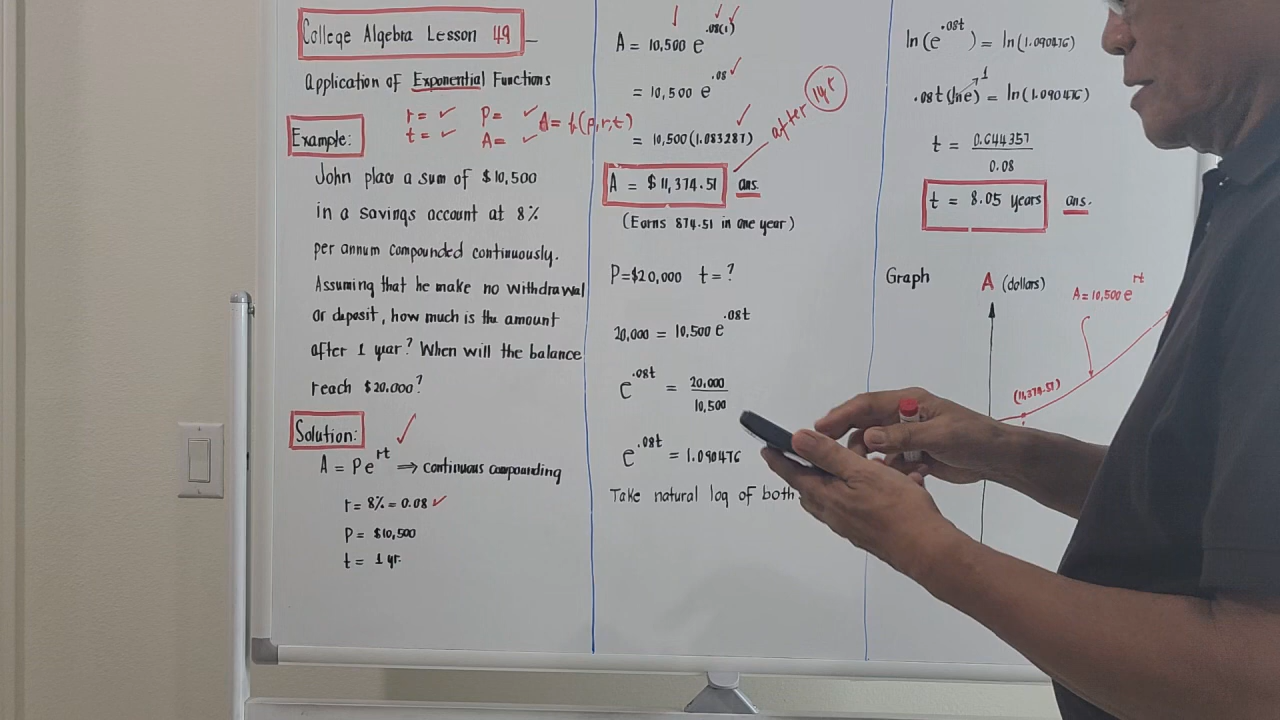 College Algebra Lesson 49
Application of Exponential Functions
r = ✓ P = ✓ A = f(p,r,t)
t = ✓ A = ✓
Example:
John place a sum of $10,500
in a savings account at 8%
per annum compounded continuously.
Assuming that he make no withdrawal
or deposit, how much is the amount
after 1 year? When will the balance
reach $20.000?
Solution: ✓
A = Pe^rt ⇒ continuous compounding
r = 8% = 0.08 ✓
P = $10,500
t = 1 yr.
A = 10,500 e^.08(1)
= 10,500 e^.08 ✓
= 10,500(1.083287) ✓
after 1yr
A = $11,374.51 ans.
(Earns 874.51 in one year)
P=$20,000 t = ?
20,000 = 10,500 e^.08t
e^.08t = 20,000/10,500
e^.08t = 1.090476
Take natural log of both
ln(e^.08t) = ln(1.090476)
.08t(lne)^1 = ln(1.090476)
t = 0.644357/0.08
t = 8.05 years ans.
Graph A (dollars)
A = 10,500 e^rt
(11,374.51)